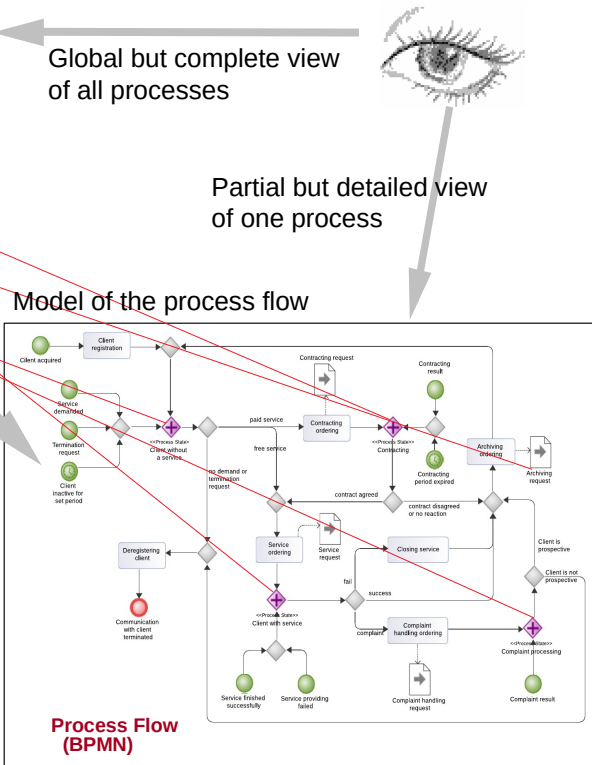 Global but complete view
of all processes
Partial but detailed view
of one process
Model of the process flow
Client acquired
Client
registration
Contracting request
Contracting
result
Service
demanded
Termination
request
Client
inactive for
set period
<<Process State>>
Client without
a service
paid service
free service
Contracting
ordering
<<Process State>>
Contracting
Contracting
period expired
Archiving
ordering
Archiving
request
no demand or
termination
request
contract agreed
contract disagreed
or no reaction
Deregistering
client
Service
ordering
Service
request
Closing service
Client is
prospective
Client is not
prospective
fail
success
complaint
Communication
with client
terminated
<<Process State>>
Client with service
Complaint
handling ordering
<<Process State>>
Complaint processing
Service finished
successfully
Service providing
failed
Complaint handling
request
Complaint result
Process Flow
(BPMN)